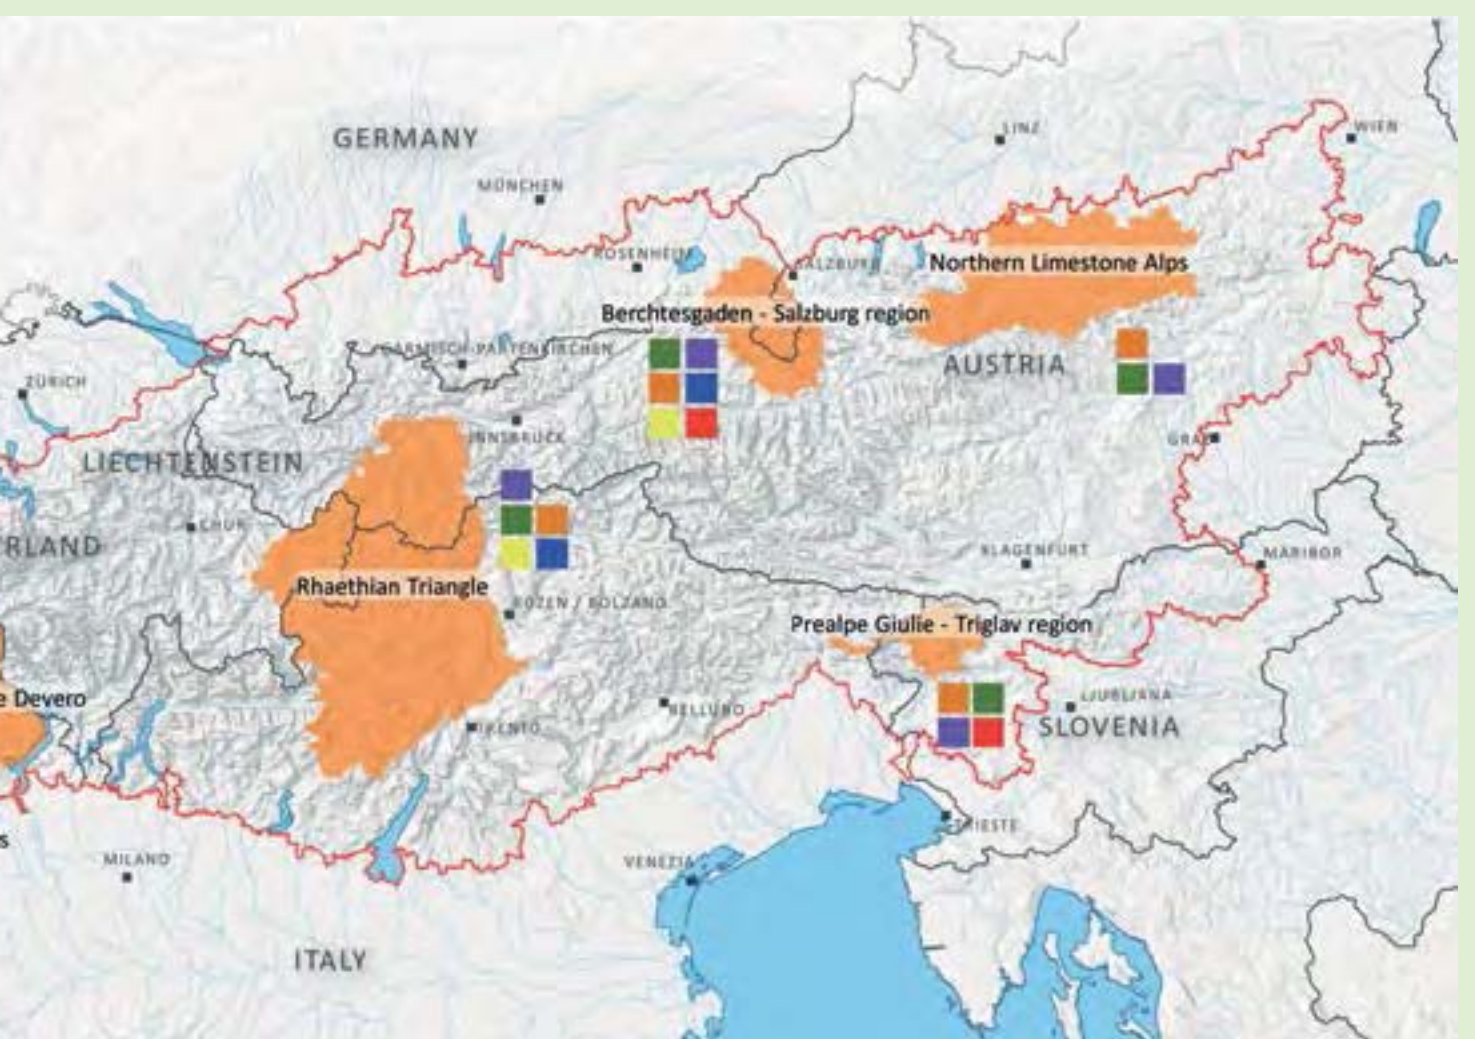 LINZ
WIEN
GERMANY
MÜNCHEN
ROSENHEIM
SALZBURG
Northern Limestone Alps
Berchtesgaden - Salzburg region
GARMISCH-PARTENKIRCHEN
AUSTRIA
ZÜRICH
INNSBRUCK
GRAZ
LIECHTENSTEIN
CHUR
RLAND
KLAGENFURT
MARIBOR
Rhaethian Triangle
BOZEN / BOLZANO
Prealpe Giulie - Triglav region
e Devero
BELLUNO
LJUBLJANA
TRENTO
SLOVENIA
TRIESTE
s
MILANO
VENEZIA
ITALY